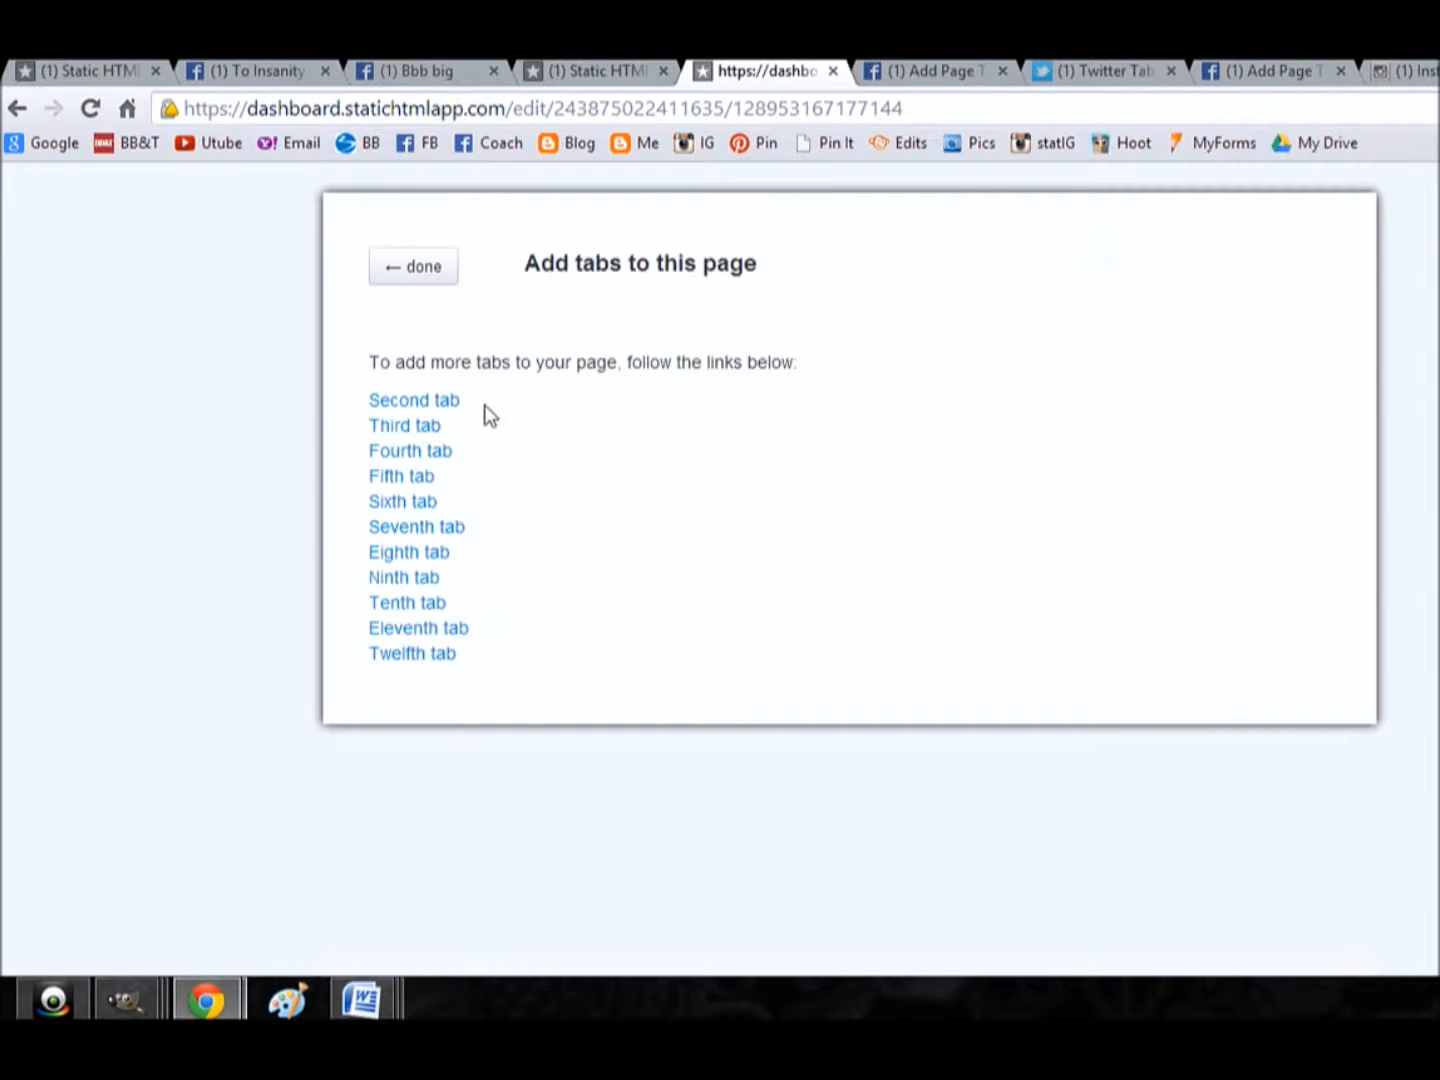 (1) Static HTML (1) To Insanity (1) Bbb big (1) Static HTML https://dashbo (1) Add Page T (1) Twitter Tab (1) Add Page T (1) Inst
https://dashboard.statichtmlapp.com/edit/243875022411635/128953167177144
Google BB&T Utube Email BB FB Coach Blog Me IG Pin Pin It Edits Pics statIG Hoot MyForms My Drive
← done Add tabs to this page
To add more tabs to your page, follow the links below:
Second tab
Third tab
Fourth tab
Fifth tab
Sixth tab
Seventh tab
Eighth tab
Ninth tab
Tenth tab
Eleventh tab
Twelfth tab